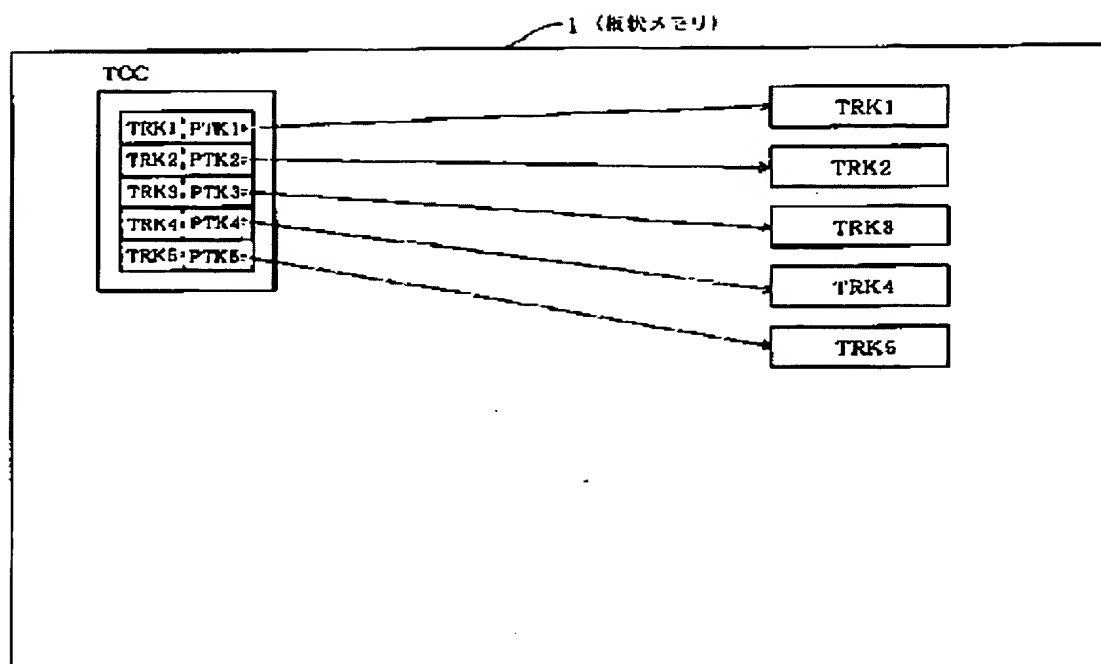 1 (板状メモリ)
TCC
TRK1 PTK1
TRK2 PTK2
TRK3 PTK3
TRK4 PTK4
TRK5 PTK5
TRK1
TRK2
TRK3
TRK4
TRK5